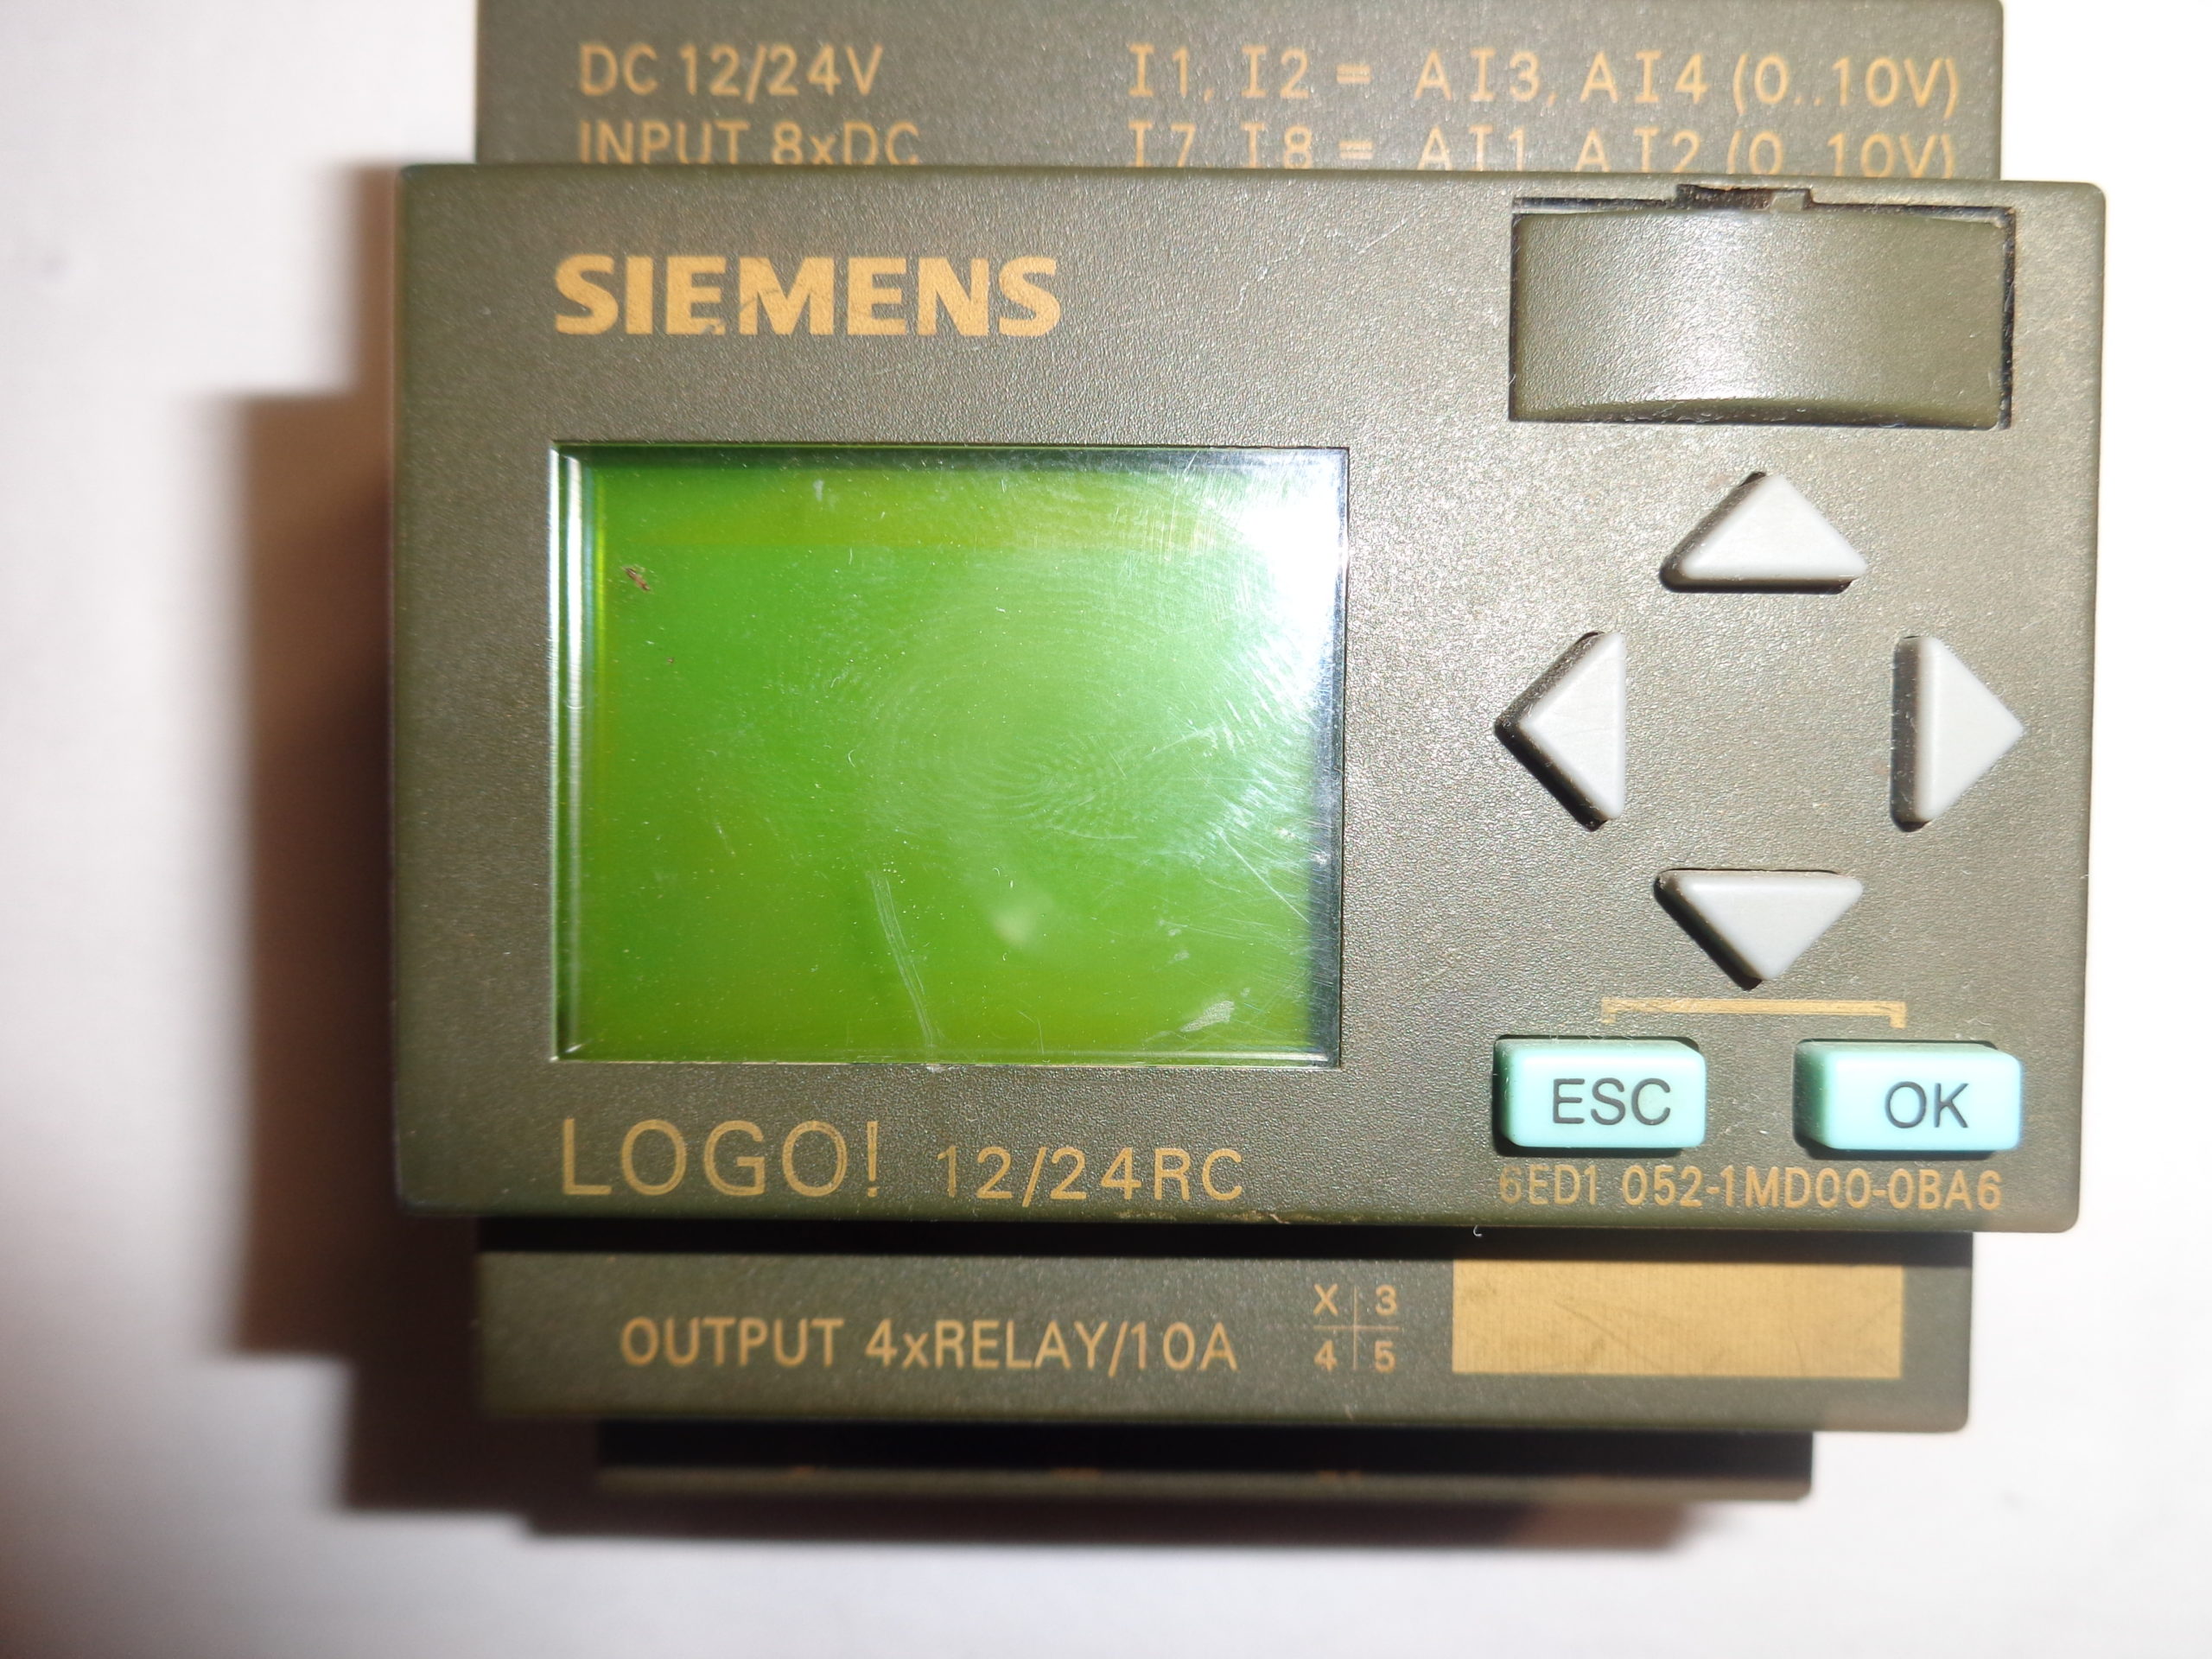 DC 12/24V I1, I2 = AI3, AI4 (0..10V)
INPUT 8xDC I7, I8 = AI1, AI2 (0..10V)
SIEMENS
ESC OK
LOGO! 12/24RC 6ED1 052-1MD00-0BA6
OUTPUT 4xRELAY/10A
X 3
4 5